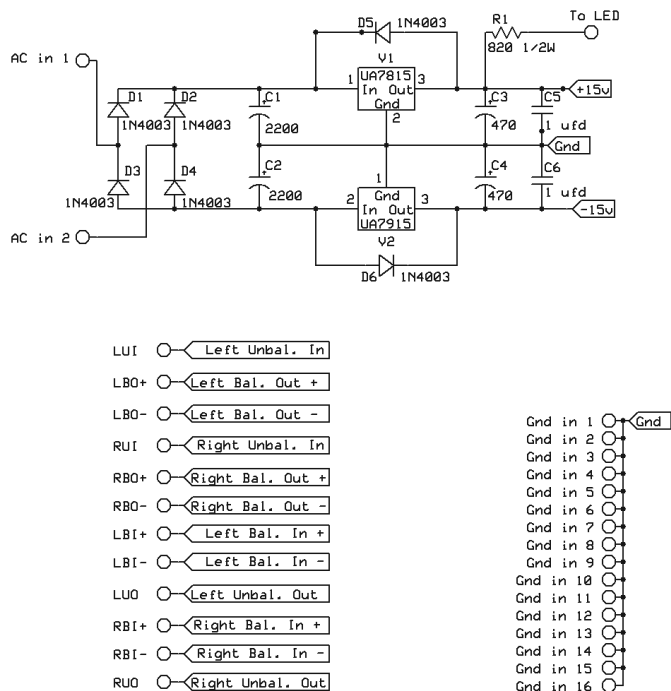 D5
1N4003
R1
To LED
820 1/2W
AC in 1
V1
UA7815
In Out
Gnd
1
3
2
+15v
D1
D2
1N4003
1N4003
C1
2200
C3
470
C5
1 ufd
Gnd
D3
D4
1N4003
1N4003
C2
2200
1
Gnd
In Out
UA7915
2
3
V2
C4
470
C6
1 ufd
-15v
AC in 2
D6
1N4003
LUI Left Unbal. In
LBO+ Left Bal. Out +
LBO- Left Bal. Out -
RUI Right Unbal. In
RBO+ Right Bal. Out +
RBO- Right Bal. Out -
LBI+ Left Bal. In +
LBI- Left Bal. In -
LUO Left Unbal. Out
RBI+ Right Bal. In +
RBI- Right Bal. In -
RUO Right Unbal. Out
Gnd in 1 Gnd
Gnd in 2
Gnd in 3
Gnd in 4
Gnd in 5
Gnd in 6
Gnd in 7
Gnd in 8
Gnd in 9
Gnd in 10
Gnd in 11
Gnd in 12
Gnd in 13
Gnd in 14
Gnd in 15
Gnd in 16